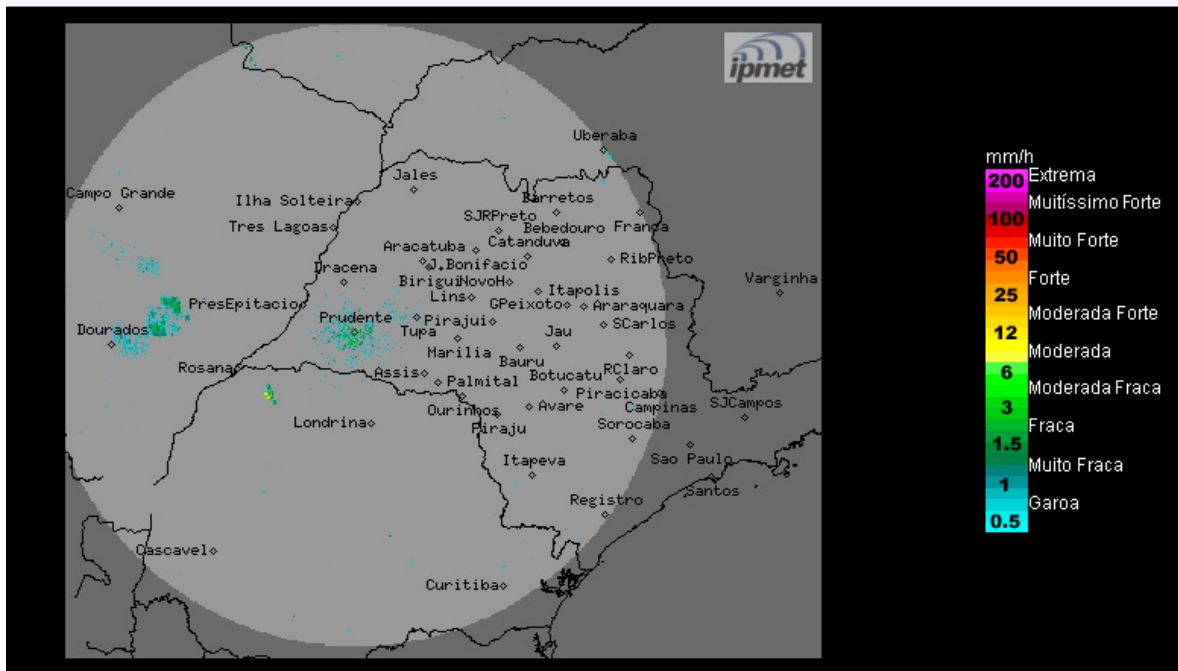 ipmet
Uberaba
Jales
Campo Grande
Ilha Solteira
Barretos
SJRPreto
Tres Lagoas
Bebedouro
Franca
Catanduva
Aracatuba
RibPreto
Dracena
J.Bonifacio
Varginha
Birigui
NovoH
Itapolis
Lins
GPeixoto
Araraquara
PresEpitacio
Prudente
Pirajui
SCarlos
Tupa
Jau
Dourados
Marilia
Bauru
RClaro
Rosana
Assis
Botucatu
Palmital
Piracicaba
Ourinhos
Avare
Campinas
SJCampos
Londrina
Piraju
Sorocaba
Itapeva
Sao Paulo
Santos
Registro
Cascavel
Curitiba
mm/h
200 Extrema
Muitíssimo Forte
100
Muito Forte
50
Forte
25
Moderada Forte
12
Moderada
6
Moderada Fraca
3
Fraca
1.5
Muito Fraca
1
Garoa
0.5